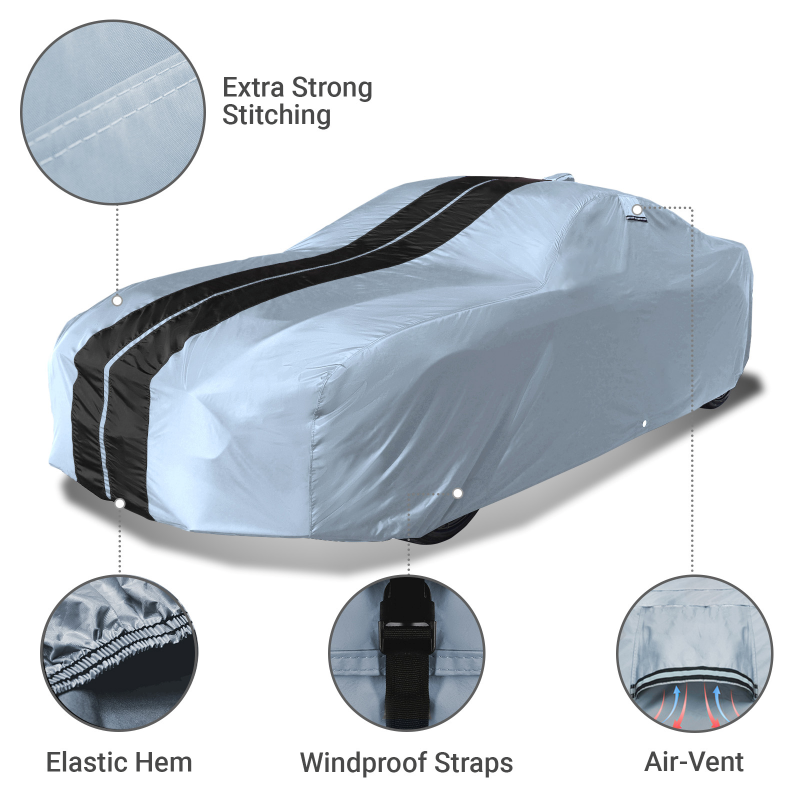 Extra Strong
Stitching
Elastic Hem
Windproof Straps
Air-Vent